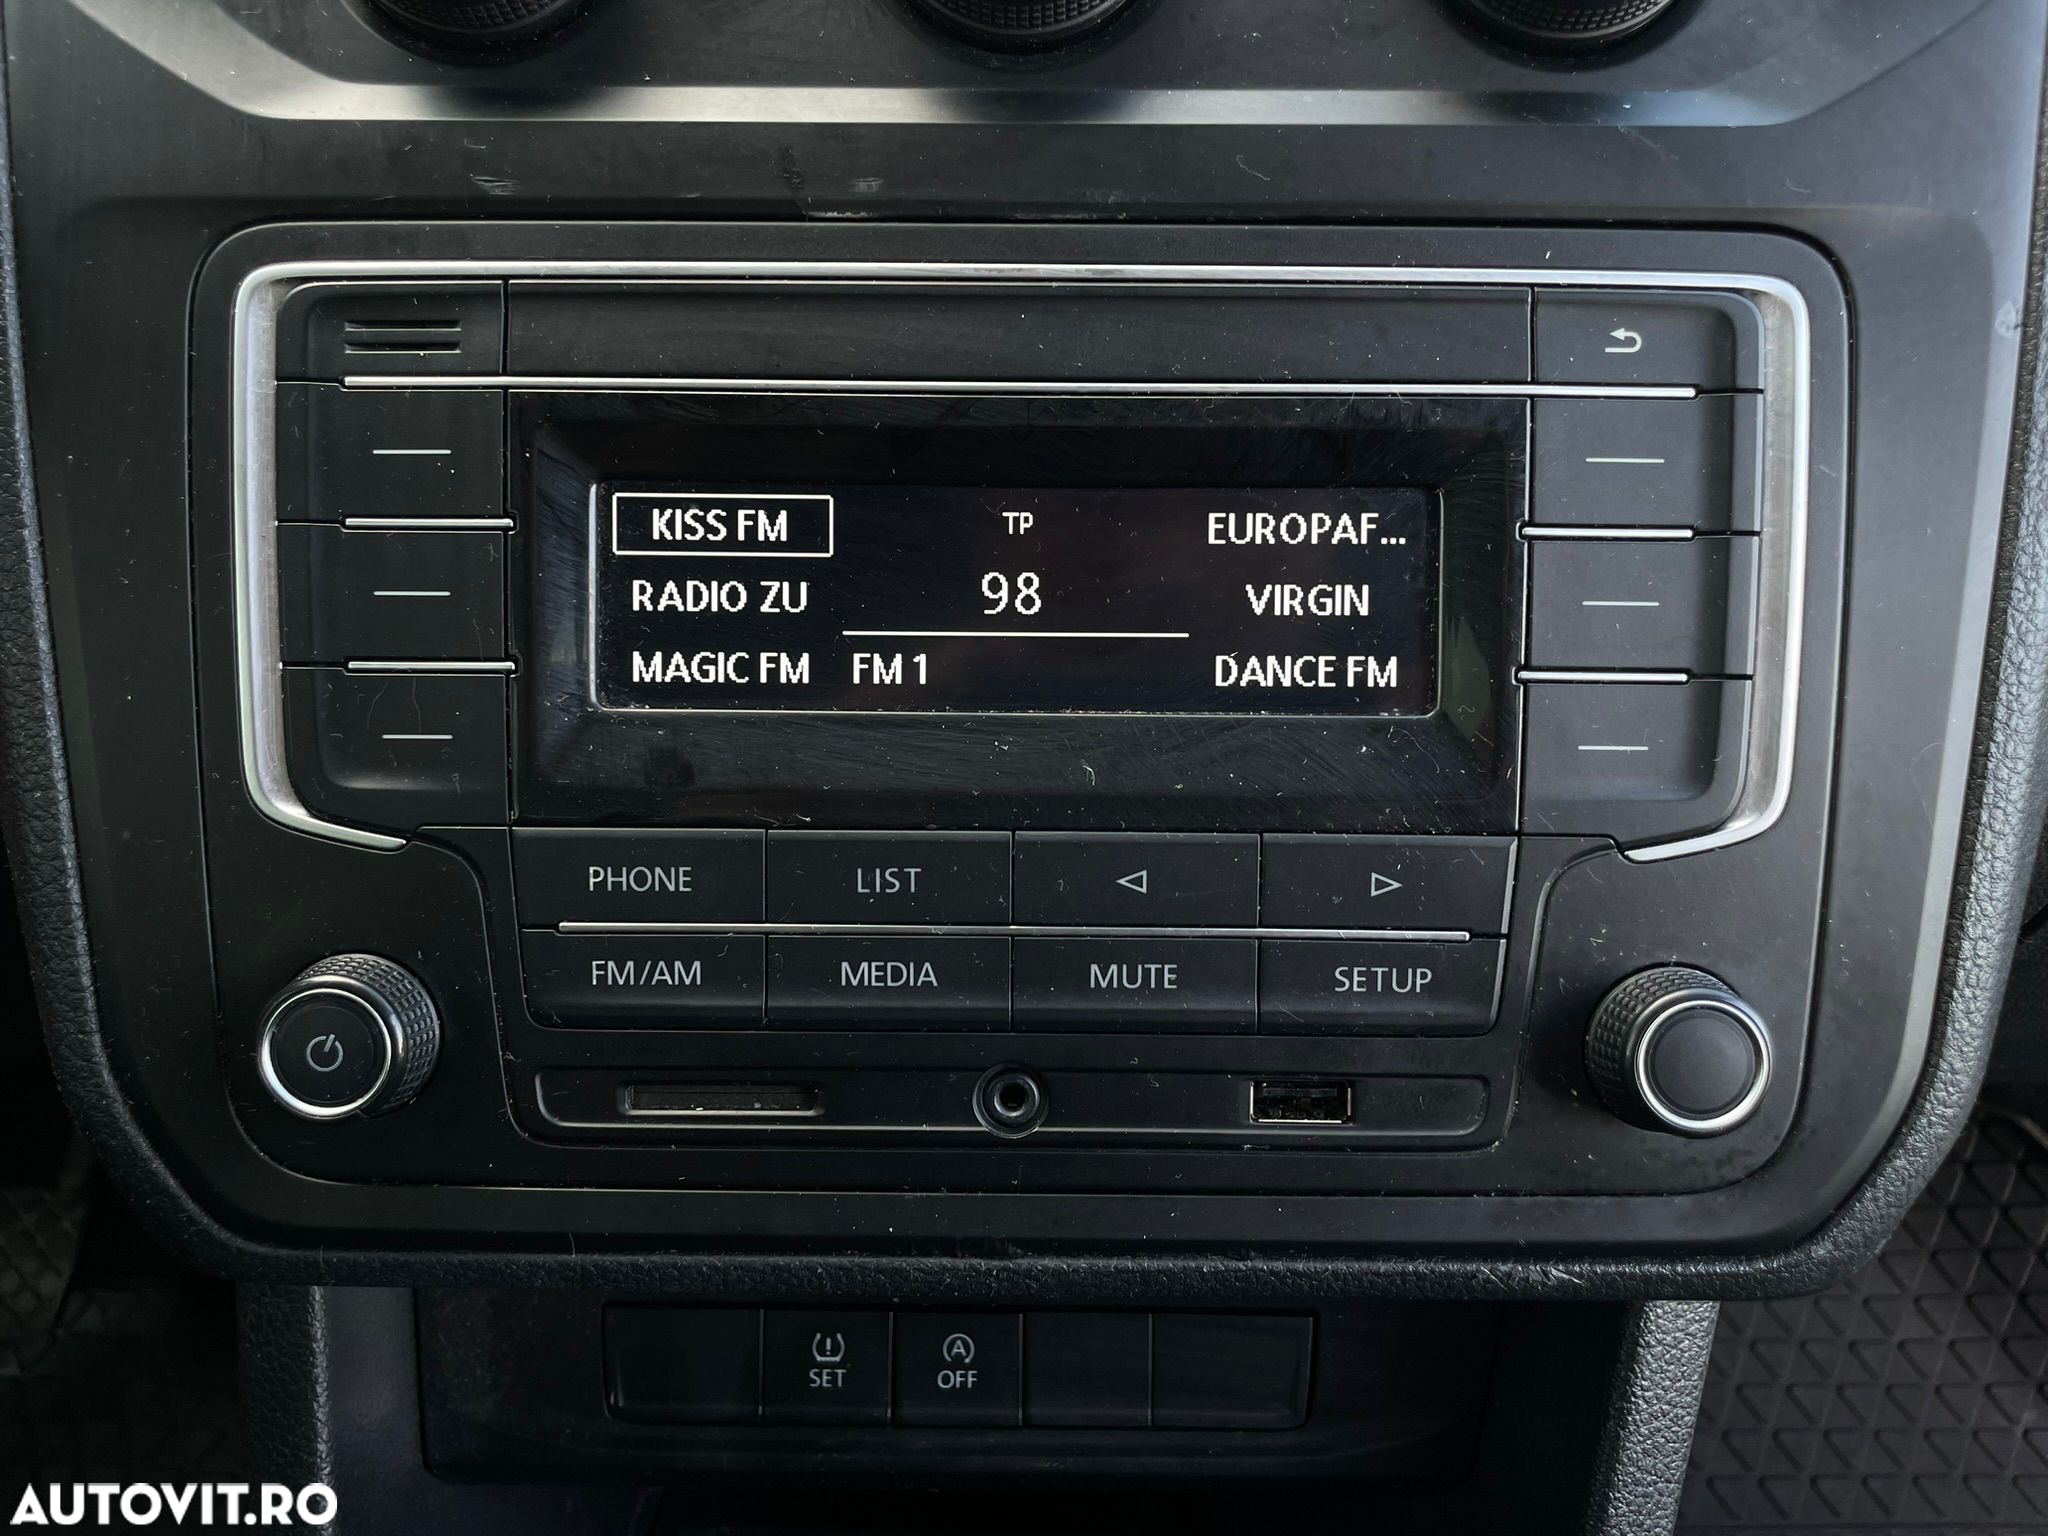 KISS FM TP EUROPAF...
RADIO ZU 98 VIRGIN
MAGIC FM FM 1 DANCE FM
PHONE LIST
FM/AM MEDIA MUTE SETUP
SET OFF
AUTOVIT.RO